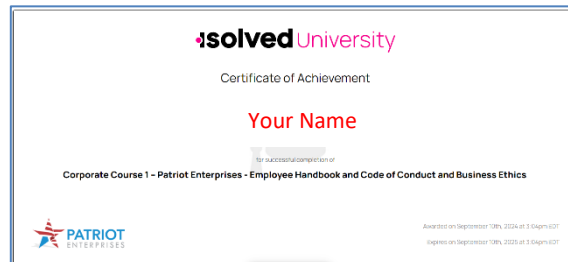 isolved University
Certificate of Achievement
Your Name
for successful completion of
Corporate Course 1 – Patriot Enterprises - Employee Handbook and Code of Conduct and Business Ethics
PATRIOT
ENTERPRISES
Awarded on September 10th, 2024 at 3:04pm EDT
Expires on September 10th, 2025 at 3:04pm EDT